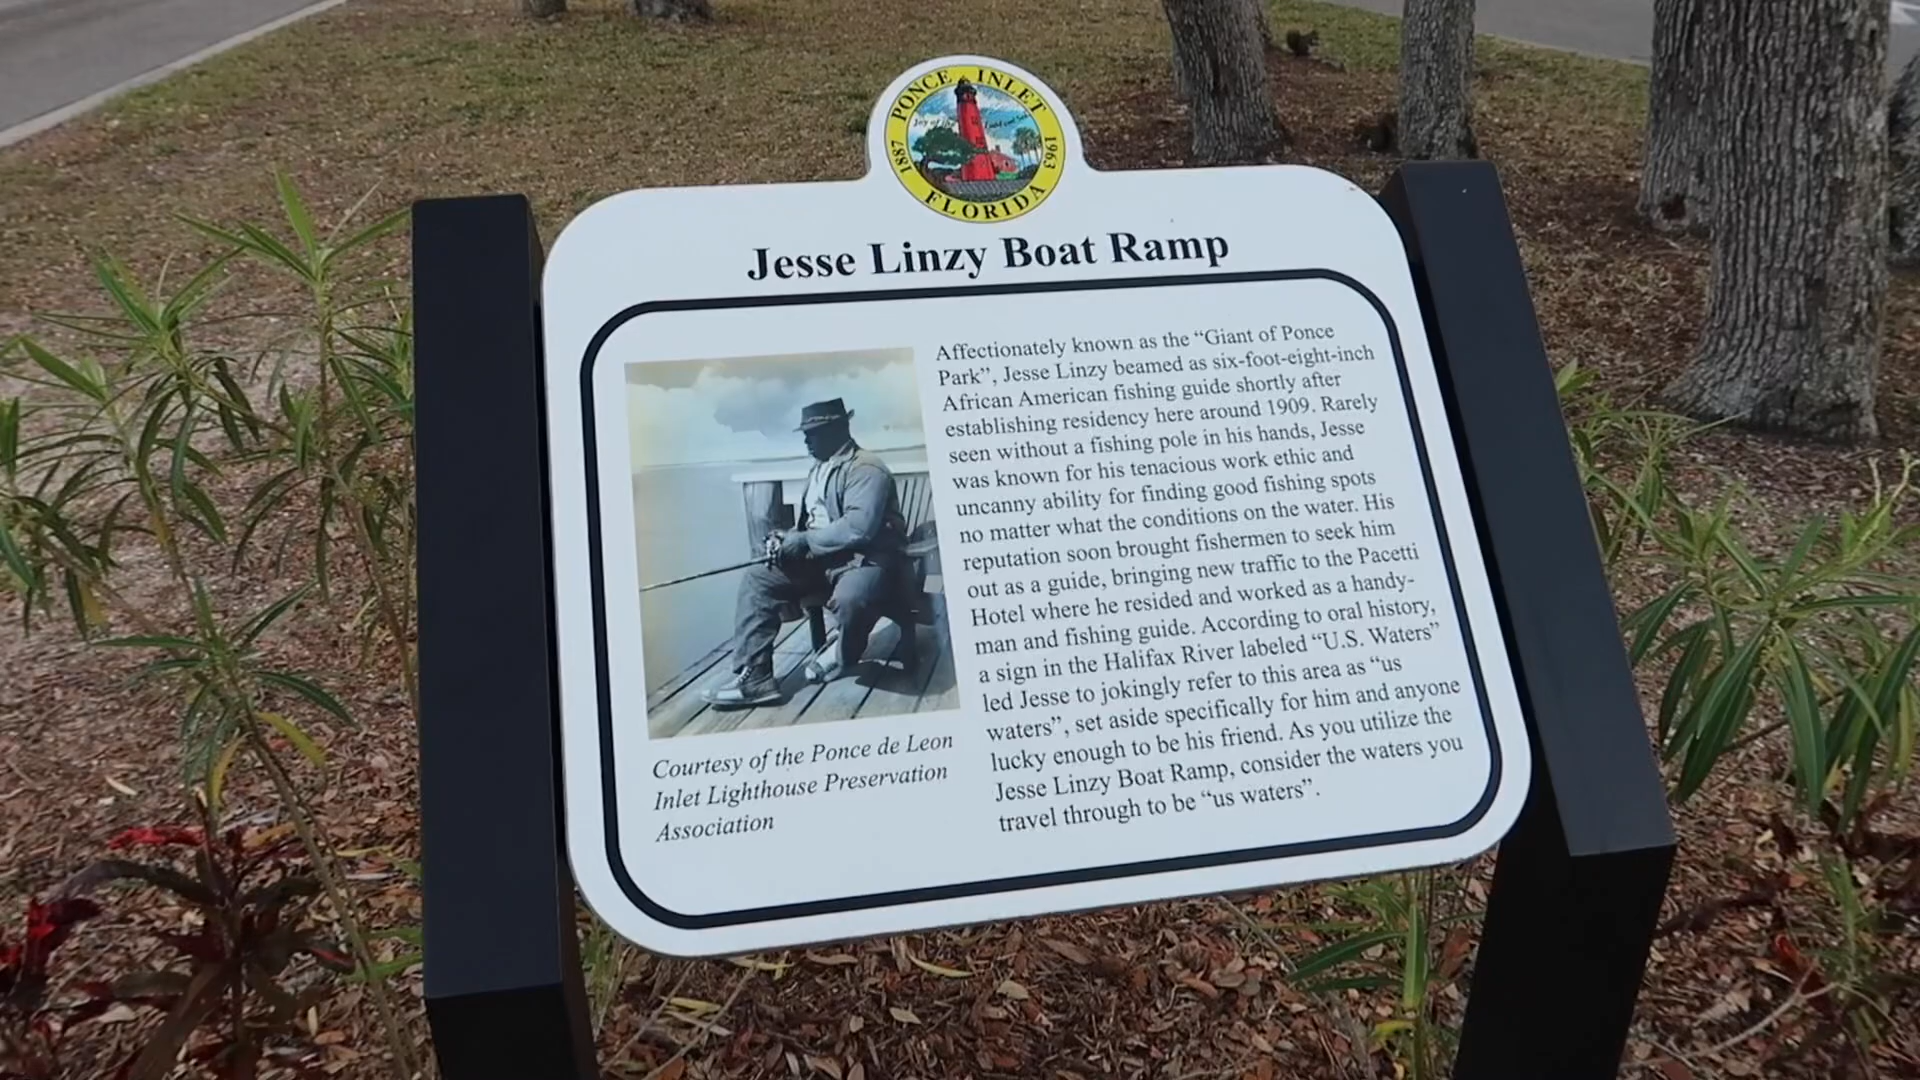 PONCE INLET
1887
1963
FLORIDA
Jesse Linzy Boat Ramp
Affectionately known as the “Giant of Ponce
Park”, Jesse Linzy beamed as six-foot-eight-inch
African American fishing guide shortly after
establishing residency here around 1909. Rarely
seen without a fishing pole in his hands, Jesse
was known for his tenacious work ethic and
uncanny ability for finding good fishing spots
no matter what the conditions on the water. His
reputation soon brought fishermen to seek him
out as a guide, bringing new traffic to the Pacetti
Hotel where he resided and worked as a handy-
man and fishing guide. According to oral history,
a sign in the Halifax River labeled “U.S. Waters”
led Jesse to jokingly refer to this area as “us
waters”, set aside specifically for him and anyone
lucky enough to be his friend. As you utilize the
Jesse Linzy Boat Ramp, consider the waters you
travel through to be “us waters”.
Courtesy of the Ponce de Leon
Inlet Lighthouse Preservation
Association